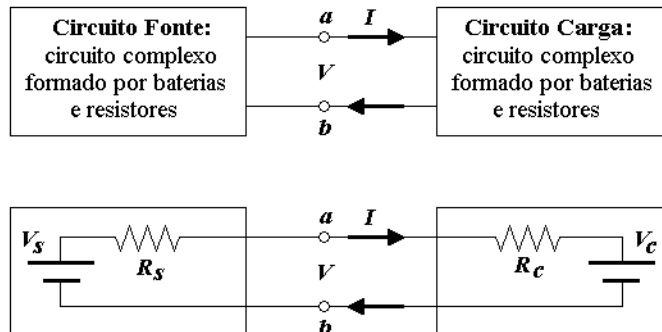 Circuito Fonte:
circuito complexo
formado por baterias
e resistores
a
I
V
b
Circuito Carga:
circuito complexo
formado por baterias
e resistores
Vs
Rs
a
I
V
b
Rc
Vc